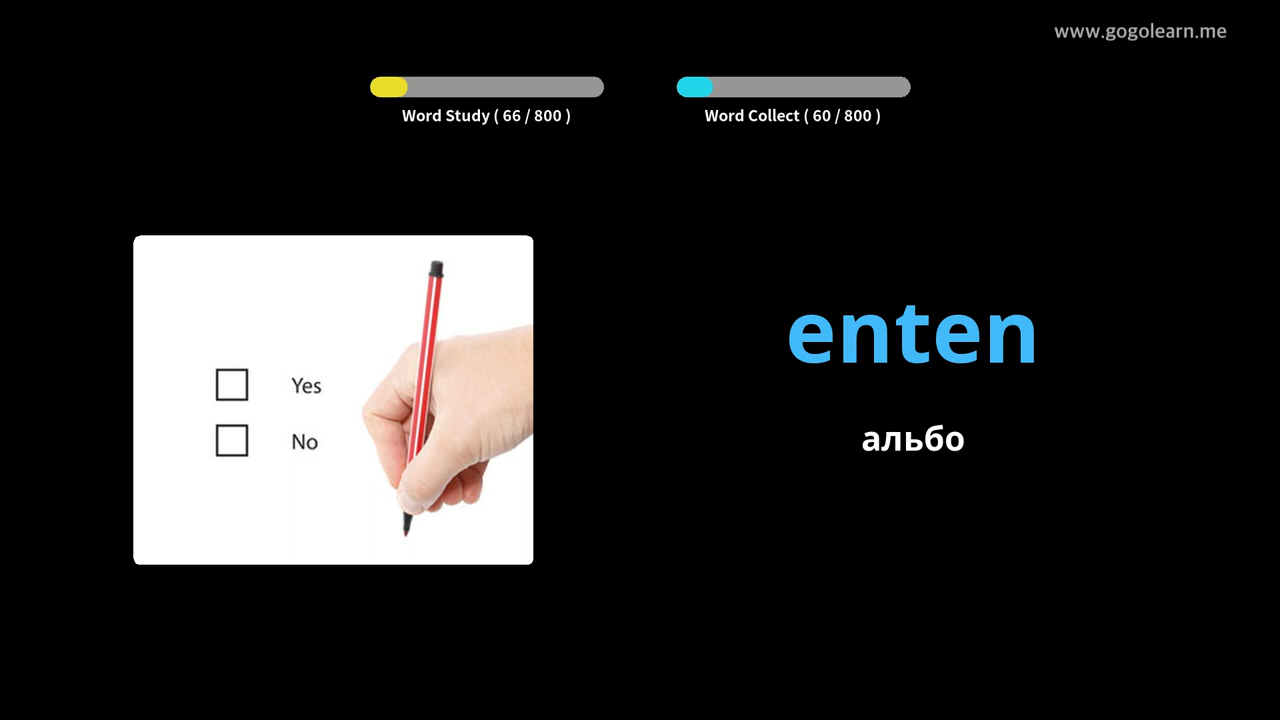 www.gogolearn.me
Word Study ( 66 / 800 )
Word Collect ( 60 / 800 )
Yes
No
enten
альбо